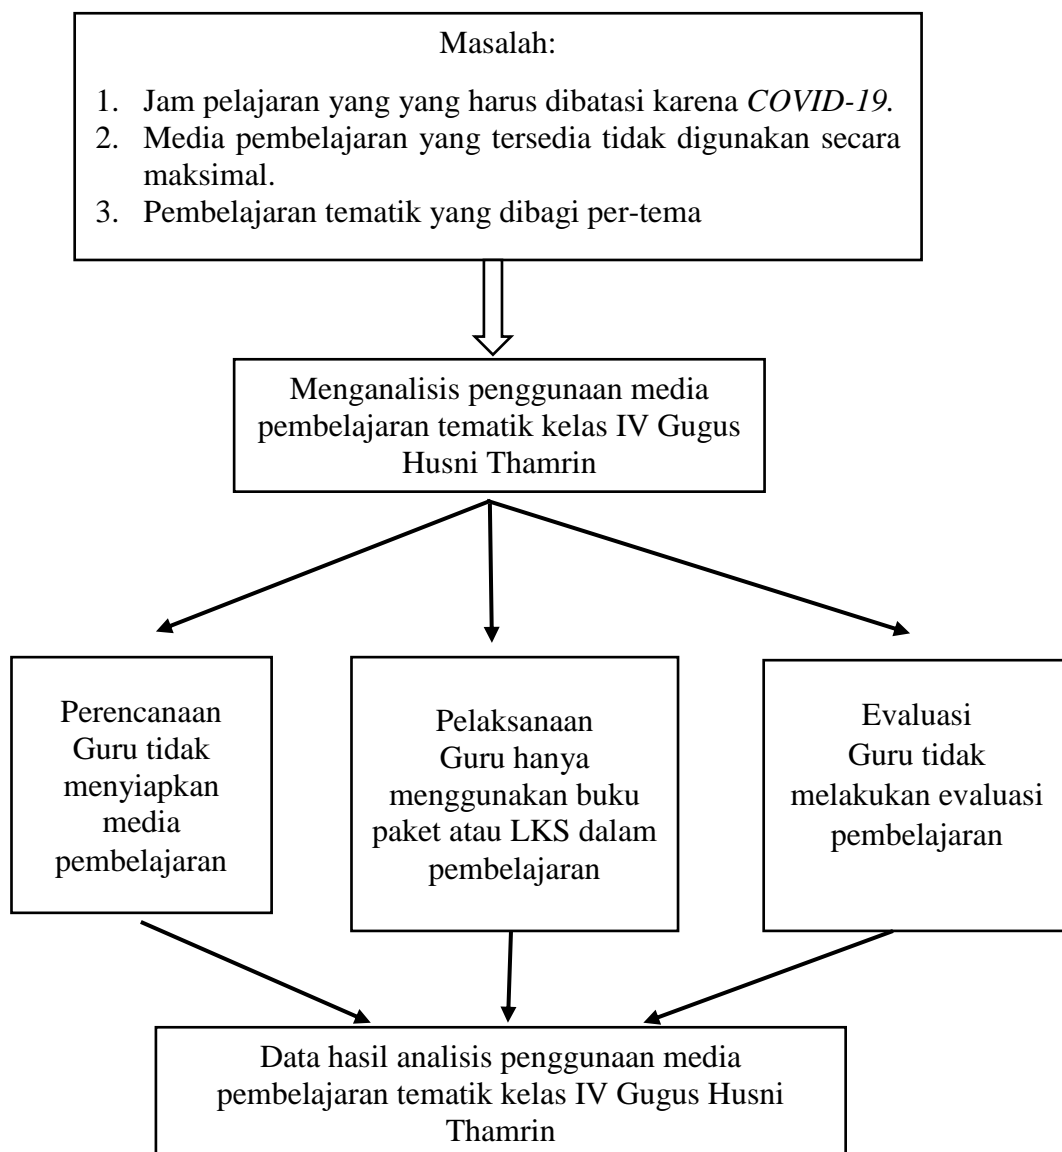 Masalah:
1. Jam pelajaran yang yang harus dibatasi karena COVID-19.
2. Media pembelajaran yang tersedia tidak digunakan secara
maksimal.
3. Pembelajaran tematik yang dibagi per-tema
Menganalisis penggunaan media
pembelajaran tematik kelas IV Gugus
Husni Thamrin
Perencanaan
Guru tidak
menyiapkan
media
pembelajaran
Pelaksanaan
Guru hanya
menggunakan buku
paket atau LKS dalam
pembelajaran
Evaluasi
Guru tidak
melakukan evaluasi
pembelajaran
Data hasil analisis penggunaan media
pembelajaran tematik kelas IV Gugus Husni
Thamrin